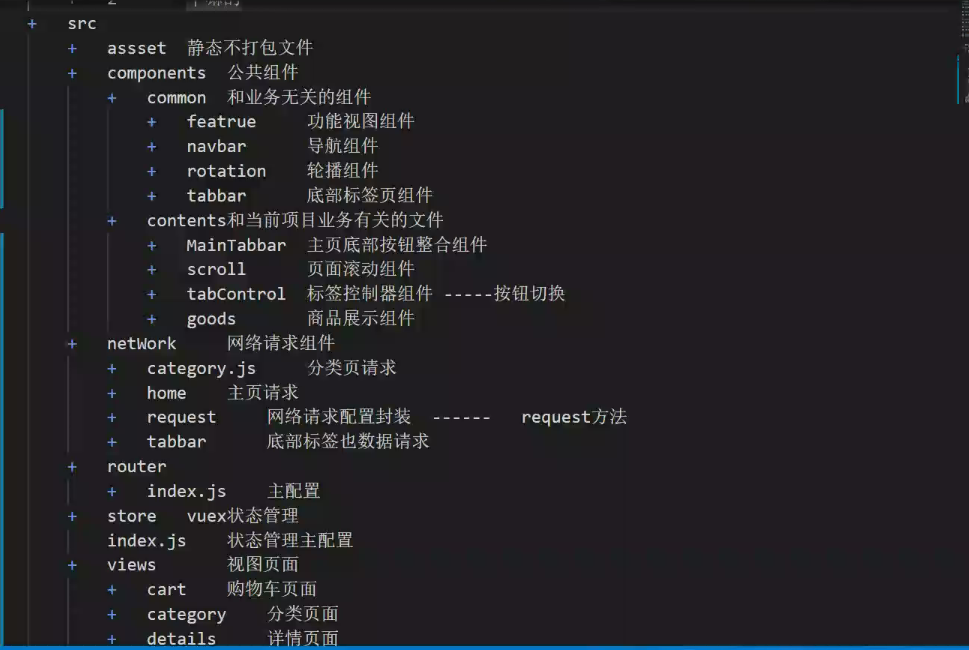 + src
+ assset 静态不打包文件
+ components 公共组件
+ common 和业务无关的组件
+ featrue 功能视图组件
+ navbar 导航组件
+ rotation 轮播组件
+ tabbar 底部标签页组件
+ contents和当前项目业务有关的文件
+ MainTabbar 主页底部按钮整合组件
+ scroll 页面滚动组件
+ tabControl 标签控制器组件 -----按钮切换
+ goods 商品展示组件
+ netWork 网络请求组件
+ category.js 分类页请求
+ home 主页请求
+ request 网络请求配置封装 ------ request方法
+ tabbar 底部标签也数据请求
+ router
+ index.js 主配置
+ store vuex状态管理
index.js 状态管理主配置
+ views 视图页面
+ cart 购物车页面
+ category 分类页面
+ details 详情页面